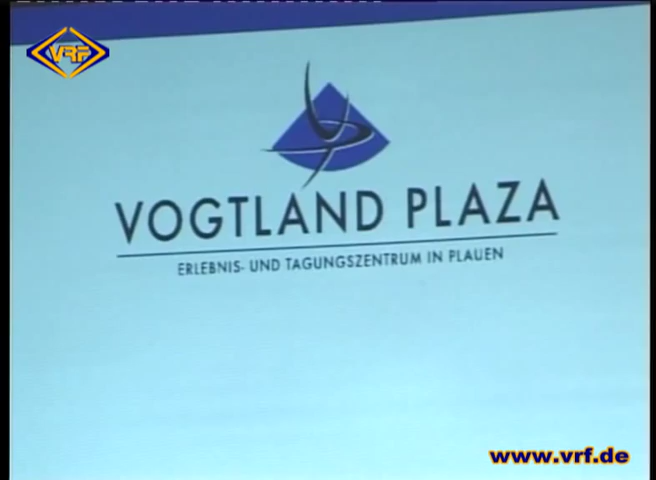 VRF
VOGTLAND PLAZA
ERLEBNIS- UND TAGUNGSZENTRUM IN PLAUEN
www.vrf.de